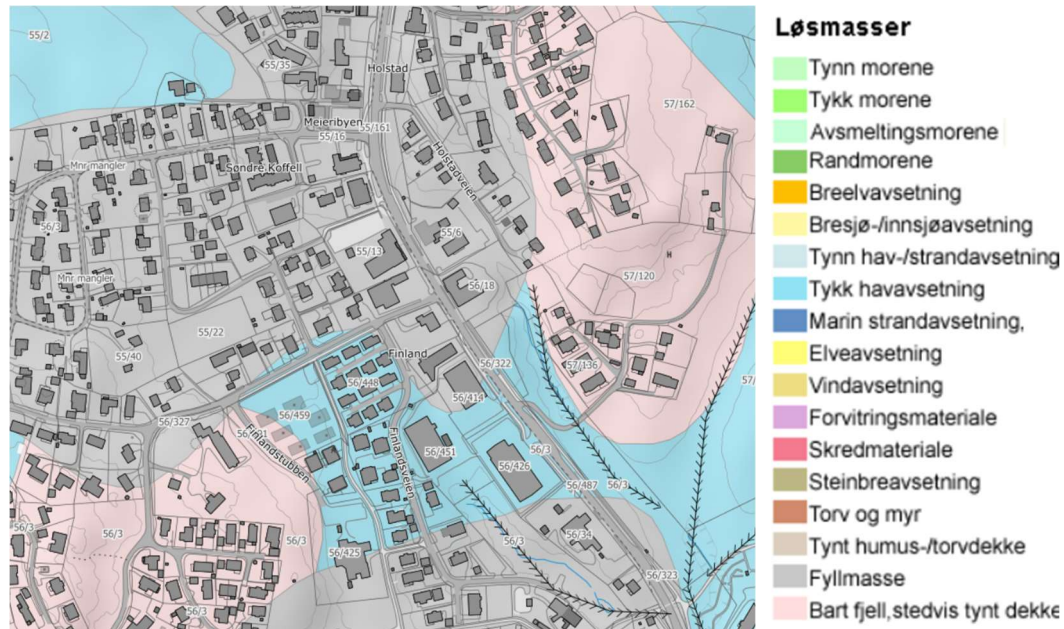 55/2
55/35
Holstad
57/162
H
Meieribyen
55/161
55/16
Holstadveien
Mnr mangler
Søndre Koffell
56/3
55/6
55/13
H
57/120
Mnr mangler
56/18
55/22
55/40
Finland
56/322
57/136
57/
56/448
56/414
56/459
56/327
Finlandstubben
Finlandsveien
56/451
56/3
56/426
56/487
56/3
56/3
56/3
56/3
56/34
56/425
56/323
56/3
Løsmasser
Tynn morene
Tykk morene
Avsmeltingsmorene
Randmorene
Breelvavsetning
Bresjø-/innsjøavsetning
Tynn hav-/strandavsetning
Tykk havavsetning
Marin strandavsetning,
Elveavsetning
Vindavsetning
Forvitringsmateriale
Skredmateriale
Steinbreavsetning
Torv og myr
Tynt humus-/torvdekke
Fyllmasse
Bart fjell,stedvis tynt dekke